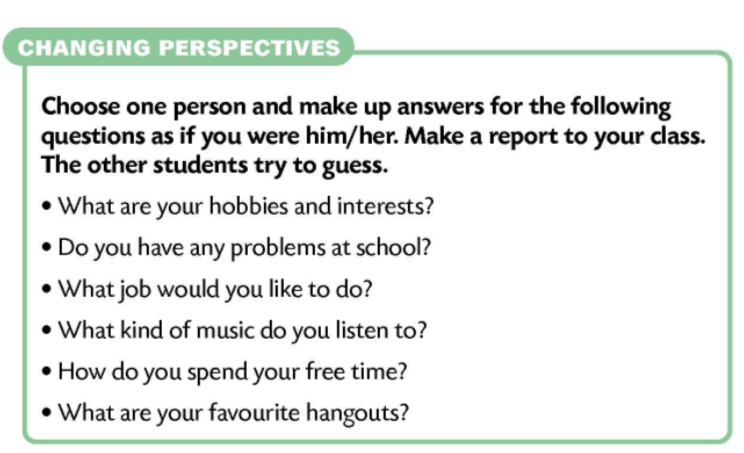 CHANGING PERSPECTIVES
Choose one person and make up answers for the following
questions as if you were him/her. Make a report to your class.
The other students try to guess.
• What are your hobbies and interests?
• Do you have any problems at school?
• What job would you like to do?
• What kind of music do you listen to?
• How do you spend your free time?
• What are your favourite hangouts?